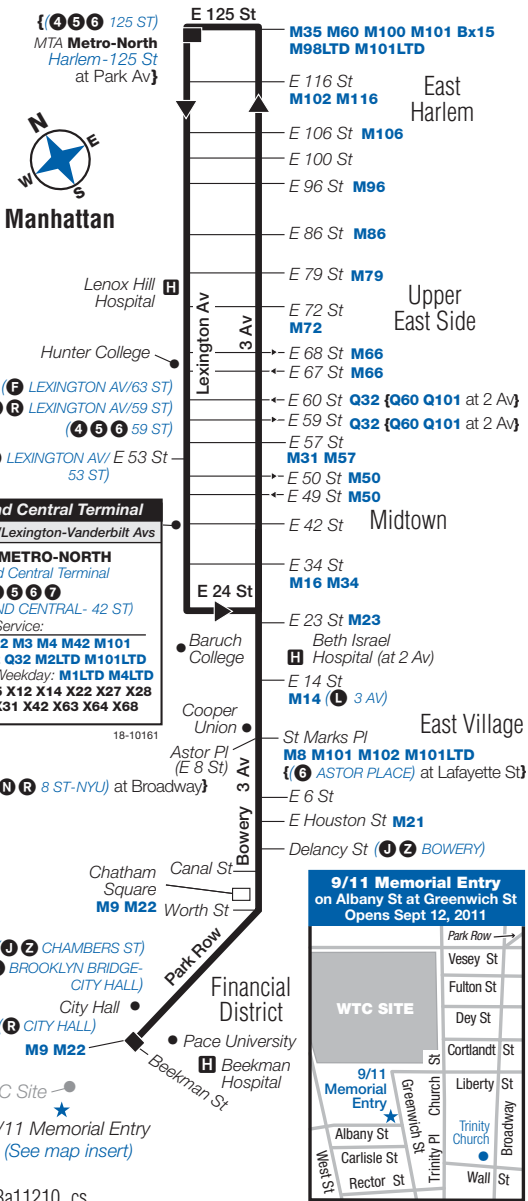 E 125 St
{(4 5 6 125 ST)
MTA Metro-North
Harlem-125 St
at Park Av}
M35 M60 M100 M101 Bx15
M98LTD M101LTD
E 116 St
M102 M116
East
Harlem
E 106 St M106
E 100 St
E 96 St M96
N
E
W
S
Manhattan
E 86 St M86
E 79 St M79
Lenox Hill H
Hospital
Upper
East Side
E 72 St
M72
Lexington Av
3 Av
Hunter College
E 68 St M66
E 67 St M66
(F LEXINGTON AV/63 ST)
R LEXINGTON AV/59 ST)
(4 5 6 59 ST)
E 60 St Q32 {Q60 Q101 at 2 Av}
E 59 St Q32 {Q60 Q101 at 2 Av}
E 57 St
M31 M57
LEXINGTON AV/ E 53 St
53 ST)
E 50 St M50
E 49 St M50
nd Central Terminal
/Lexington-Vanderbilt Avs
METRO-NORTH
d Central Terminal
5 6 7
ND CENTRAL- 42 ST)
Service:
2 M3 M4 M42 M101
Q32 M2LTD M101LTD
Weekday: M1LTD M4LTD
X12 X14 X22 X27 X28
X31 X42 X63 X64 X68
18-10161
E 42 St
Midtown
E 34 St
M16 M34
E 24 St
E 23 St M23
Baruch
College
Beth Israel
H Hospital (at 2 Av)
E 14 St
M14 (L 3 AV)
Cooper
Union
East Village
Astor Pl
(E 8 St)
3 Av
St Marks Pl
M8 M101 M102 M101LTD
{(6 ASTOR PLACE) at Lafayette St}
N R 8 ST-NYU) at Broadway}
E 6 St
E Houston St M21
Bowery
Delancy St (J Z BOWERY)
Canal St
Chatham
Square
M9 M22
Worth St
Park Row
J Z CHAMBERS ST)
BROOKLYN BRIDGE-
CITY HALL)
City Hall
(R CITY HALL)
M9 M22
Financial
District
Pace University
H Beekman
Hospital
Beekman St
C Site
/11 Memorial Entry
(See map insert)
3a11210_cs
9/11 Memorial Entry
on Albany St at Greenwich St
Opens Sept 12, 2011
Park Row
Vesey St
Fulton St
Dey St
Cortlandt St
Liberty St
WTC SITE
9/11
Memorial
Entry
Greenwich St
Church St
Trinity Pl
Broadway
Trinity
Church
Albany St
Carlisle St
Rector St
West St
Wall St